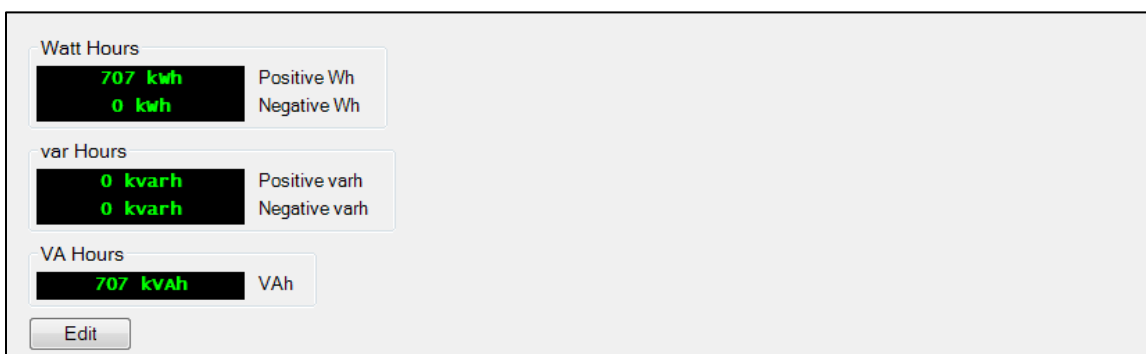 Watt Hours
707 kWh Positive Wh
0 kWh Negative Wh
var Hours
0 kvarh Positive varh
0 kvarh Negative varh
VA Hours
707 kVAh VAh
Edit